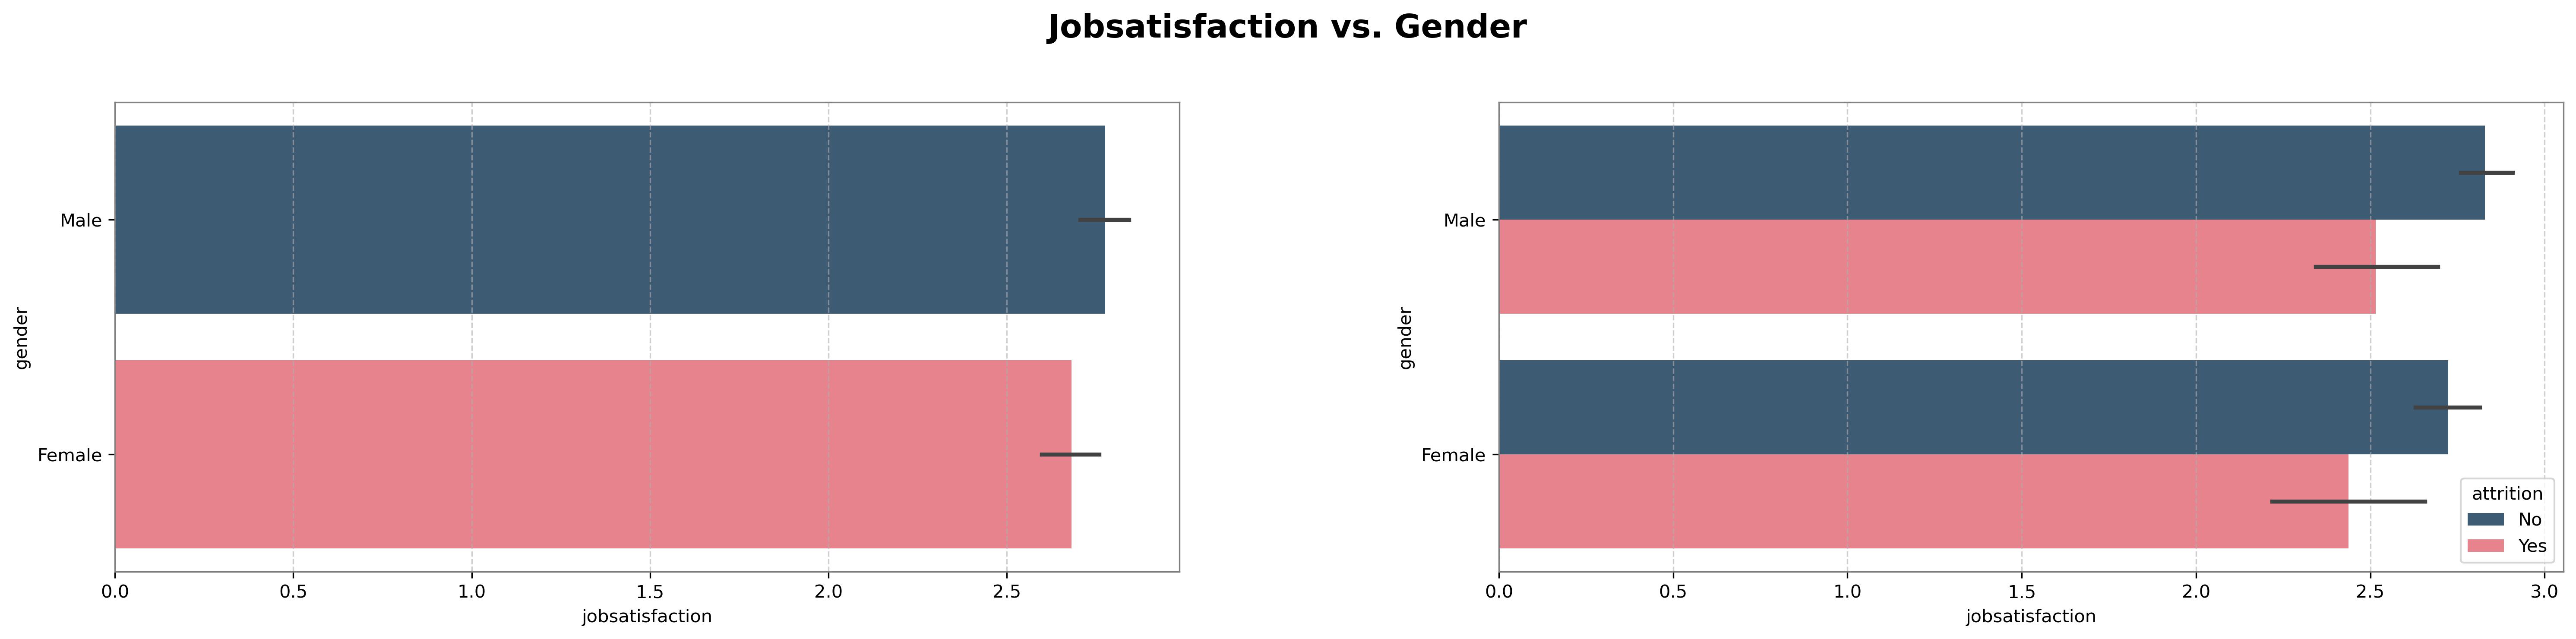 Jobsatisfaction vs. Gender
gender
Male
Female
0.0 0.5 1.0 1.5 2.0 2.5
jobsatisfaction
gender
Male
Female
attrition
No
Yes
0.0 0.5 1.0 1.5 2.0 2.5 3.0
jobsatisfaction